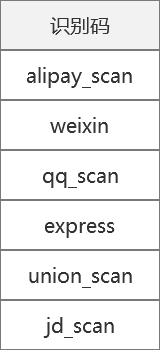 识别码
alipay_scan
weixin
qq_scan
express
union_scan
jd_scan